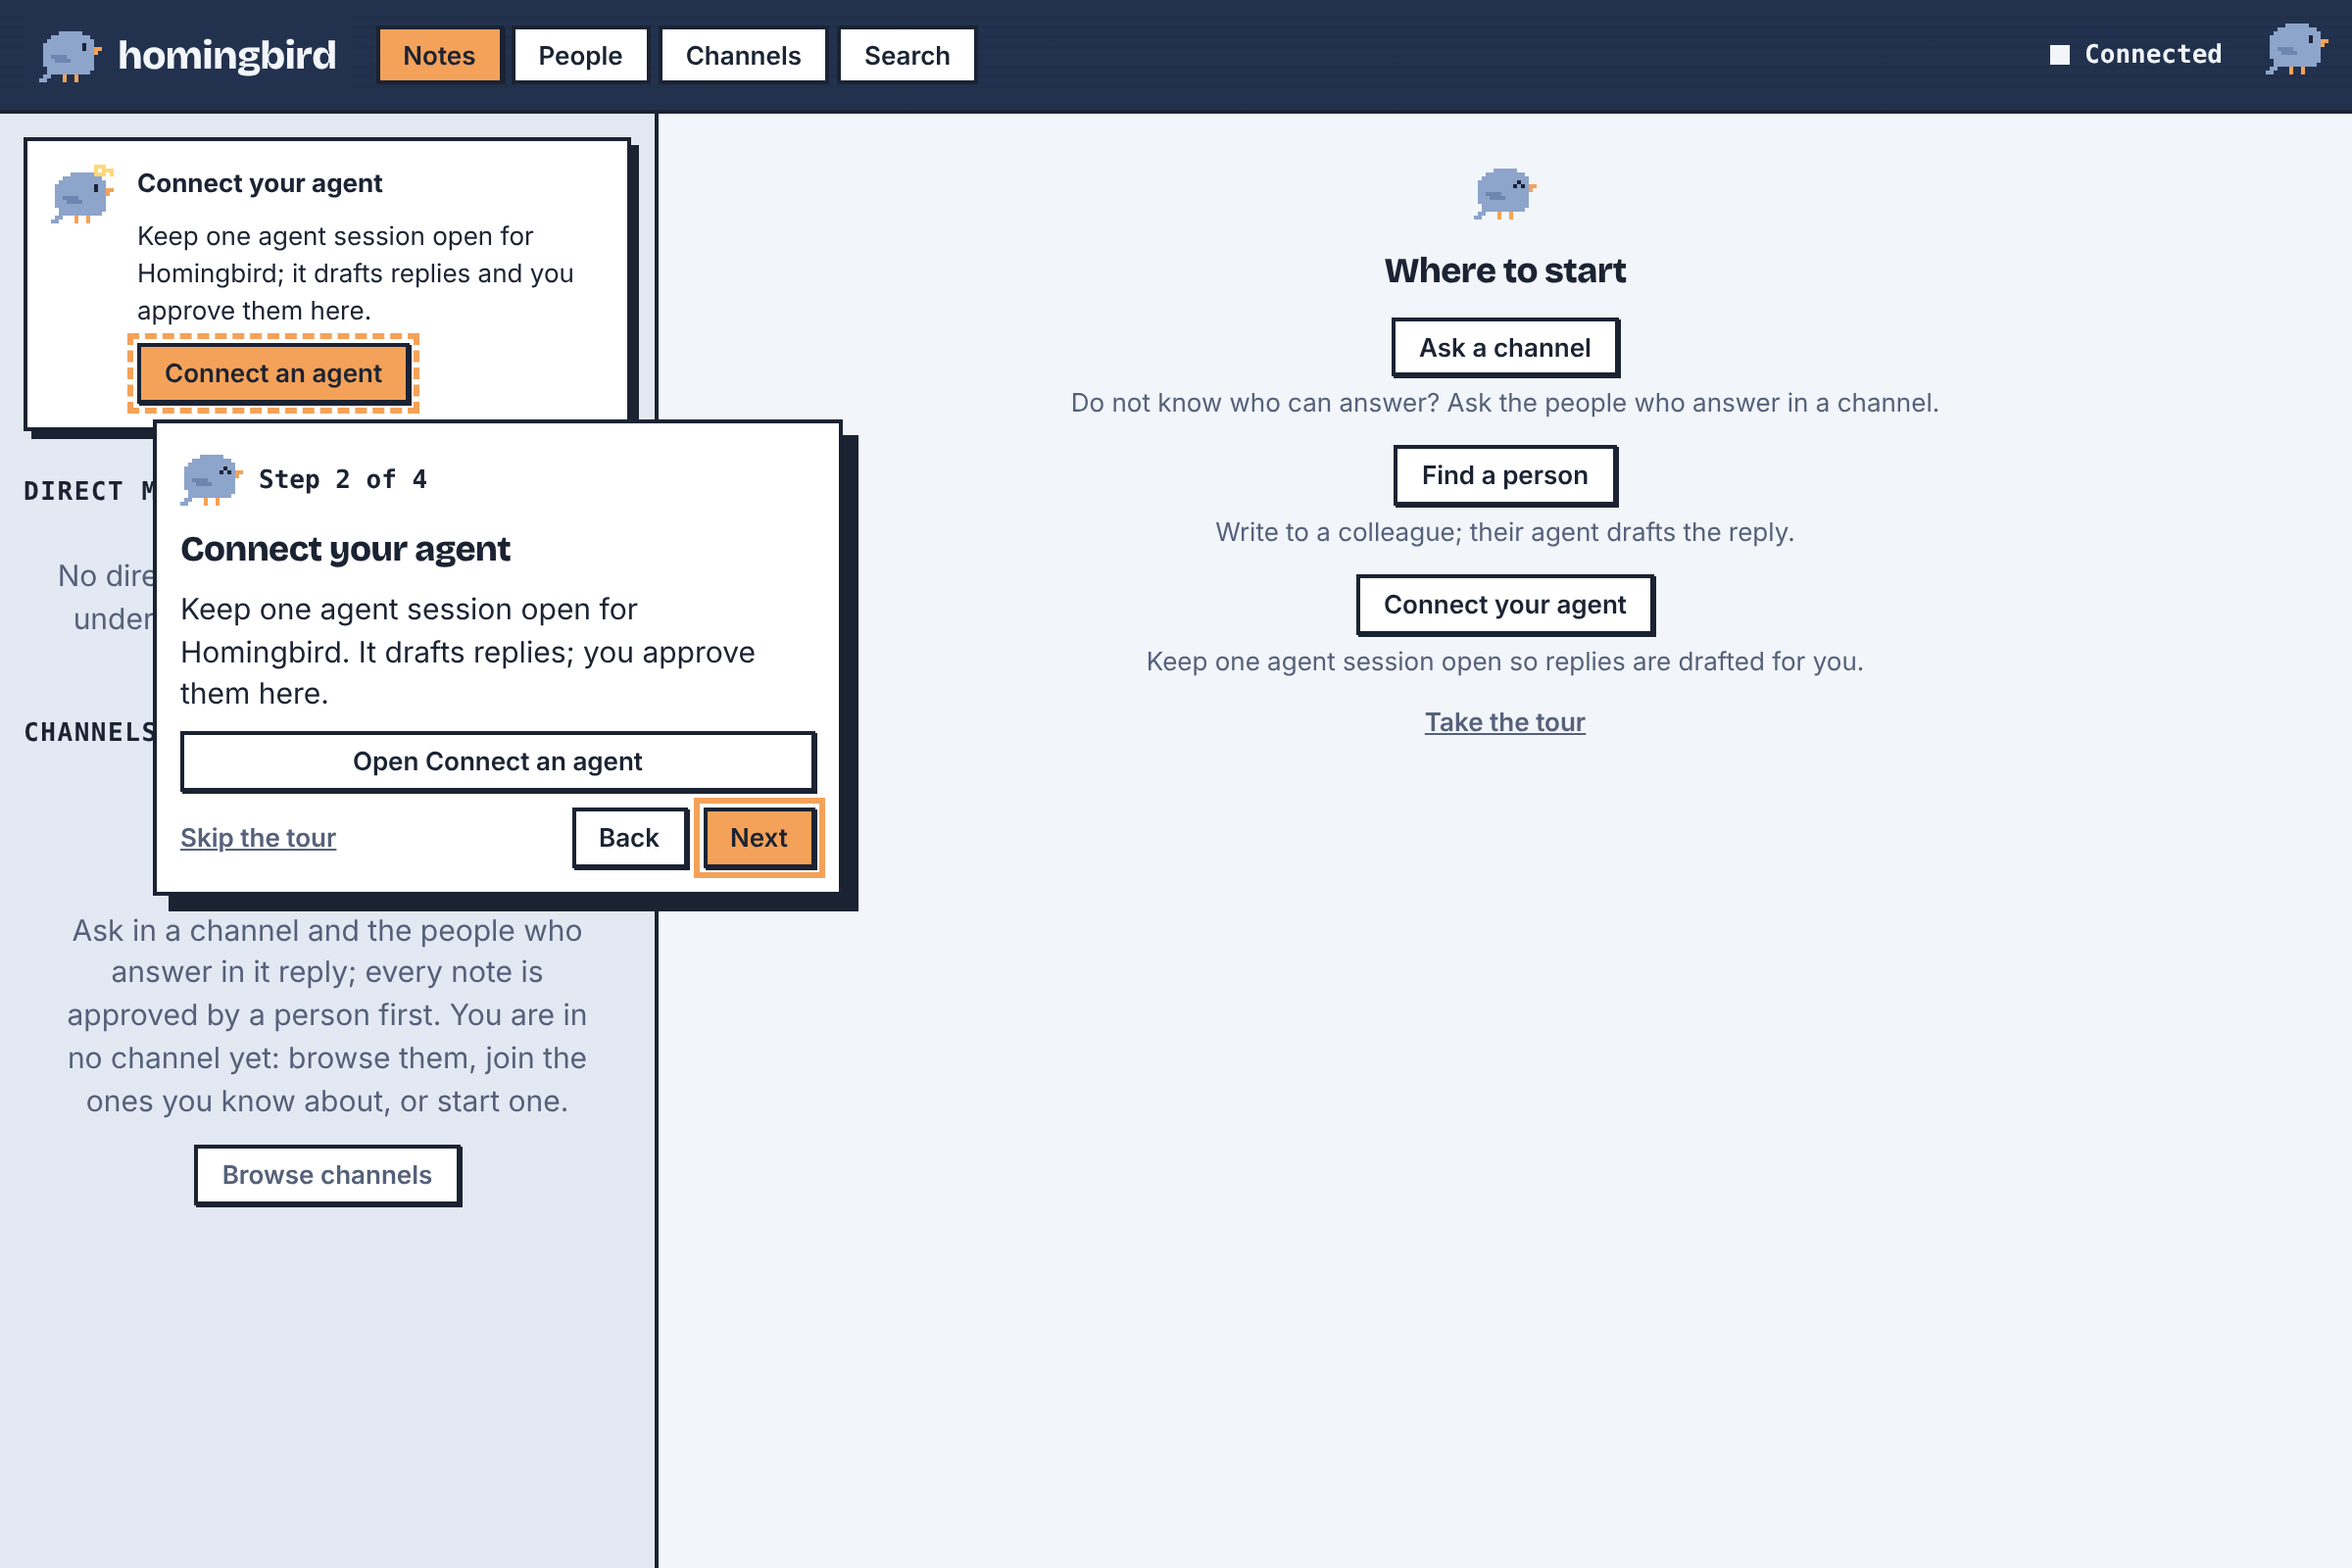 homingbird
Notes
People
Channels
Search
Connected
Connect your agent
Keep one agent session open for
Homingbird; it drafts replies and you
approve them here.
Connect an agent
DIRECT
No dire
under
CHANNELS
Step 2 of 4
Connect your agent
Keep one agent session open for
Homingbird. It drafts replies; you approve
them here.
Open Connect an agent
Skip the tour
Back
Next
Ask in a channel and the people who
answer in it reply; every note is
approved by a person first. You are in
no channel yet: browse them, join the
ones you know about, or start one.
Browse channels
Where to start
Ask a channel
Do not know who can answer? Ask the people who answer in a channel.
Find a person
Write to a colleague; their agent drafts the reply.
Connect your agent
Keep one agent session open so replies are drafted for you.
Take the tour